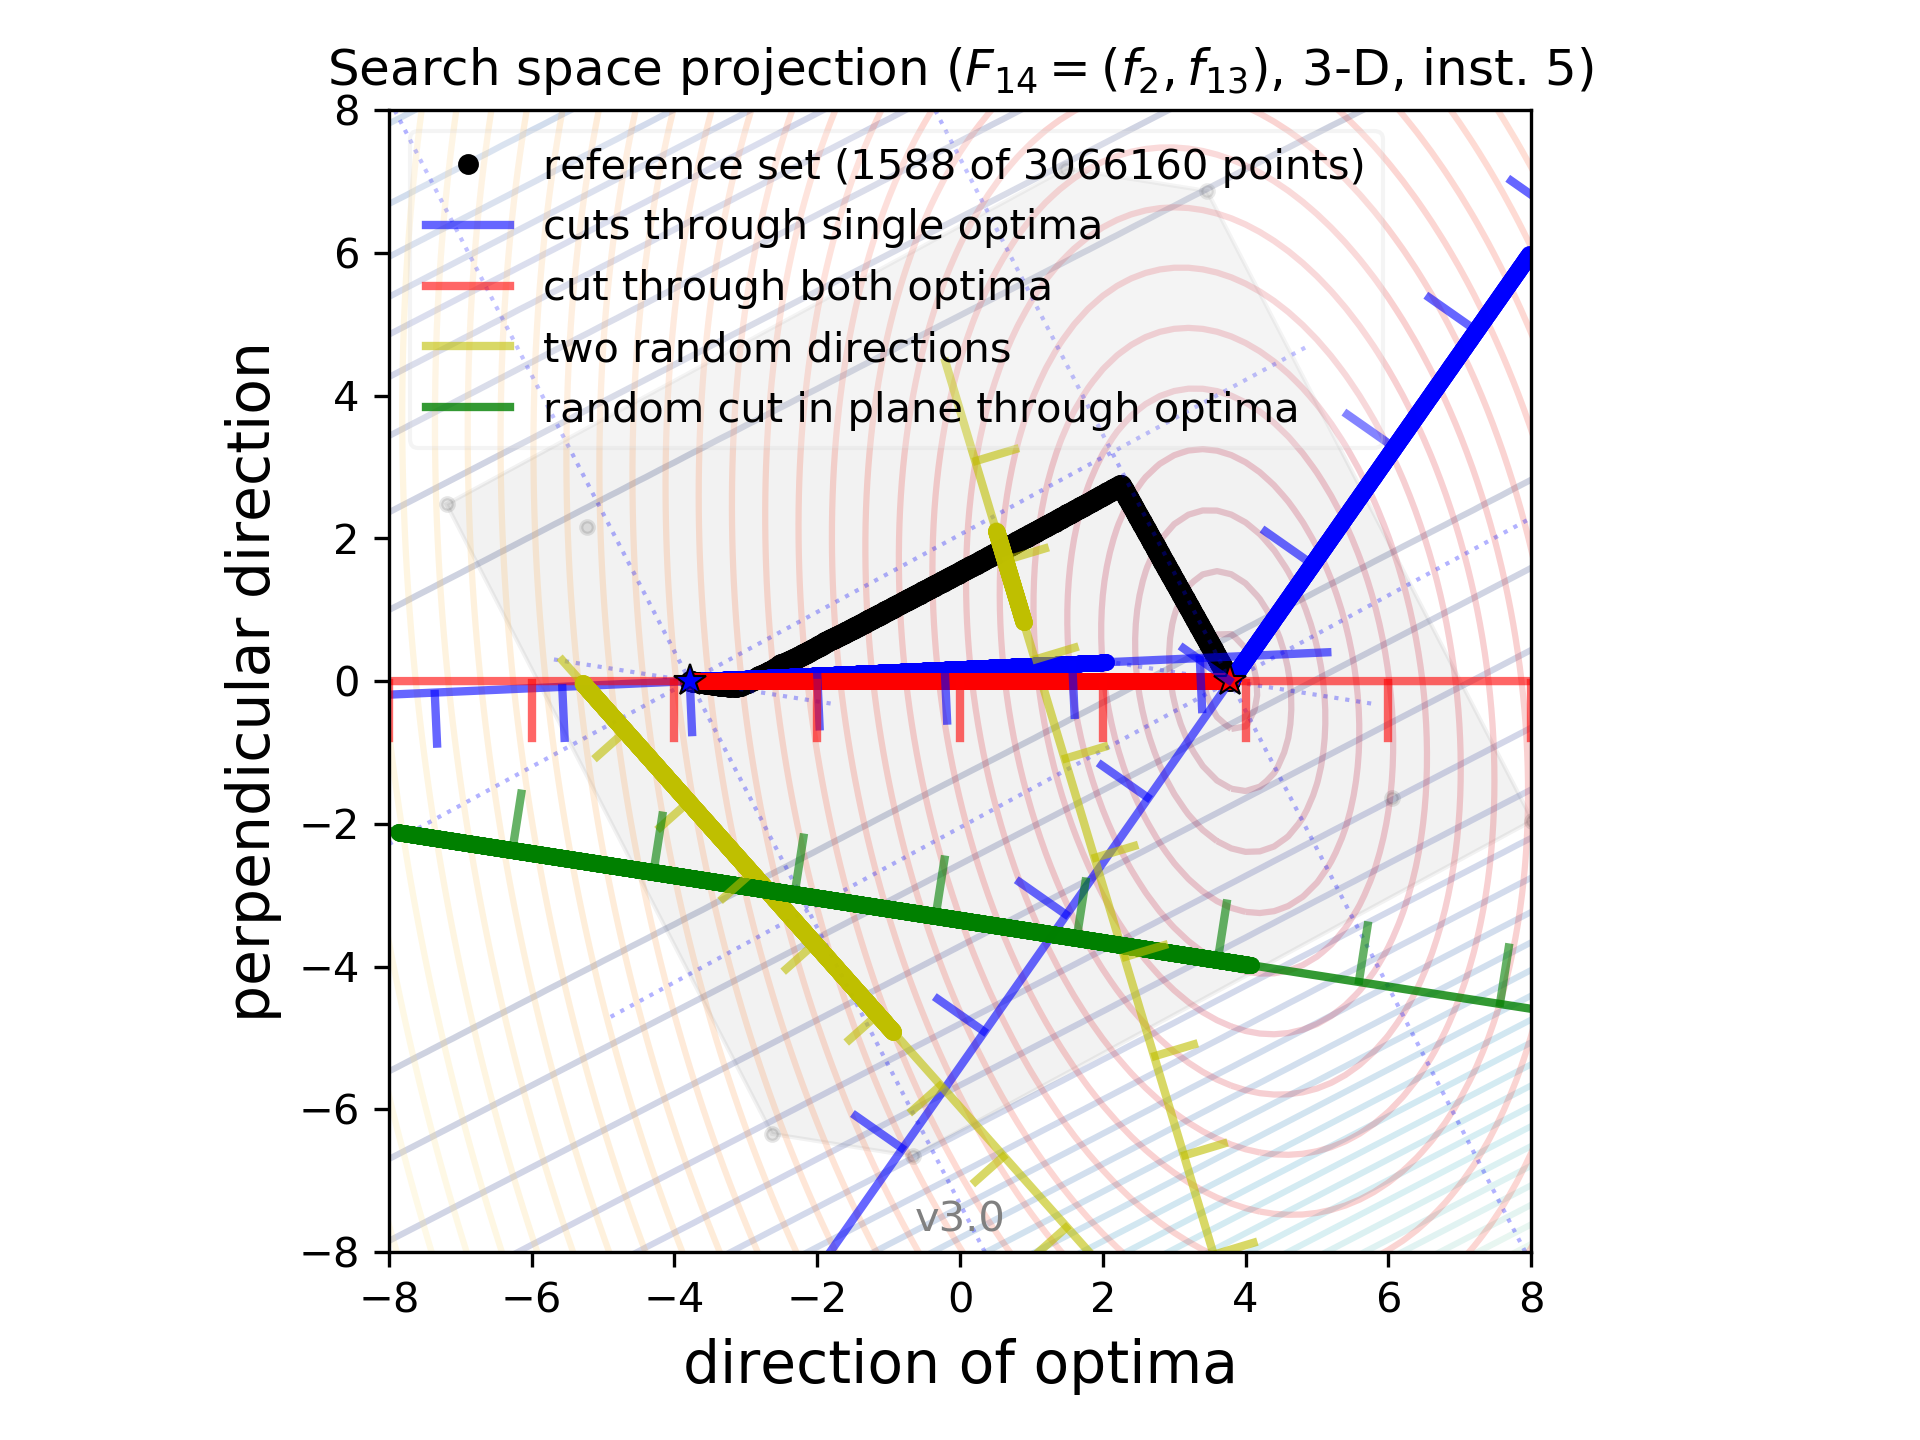 Search space projection (F₁₄ = (f₂, f₁₃), 3-D, inst. 5)
reference set (1588 of 3066160 points)
cuts through single optima
cut through both optima
two random directions
random cut in plane through optima
perpendicular direction
8
6
4
2
0
−2
−4
−6
−8
v3.0
−8 −6 −4 −2 0 2 4 6 8
direction of optima